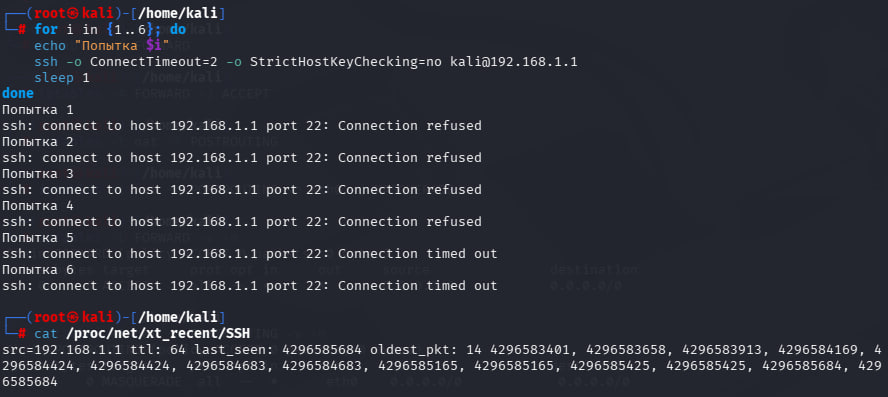 ┌──(root㉿kali)-[/home/kali]
└─# for i in {1..6}; do
    echo "Попытка $i"
    ssh -o ConnectTimeout=2 -o StrictHostKeyChecking=no kali@192.168.1.1
    sleep 1
done
Попытка 1
ssh: connect to host 192.168.1.1 port 22: Connection refused
Попытка 2
ssh: connect to host 192.168.1.1 port 22: Connection refused
Попытка 3
ssh: connect to host 192.168.1.1 port 22: Connection refused
Попытка 4
ssh: connect to host 192.168.1.1 port 22: Connection refused
Попытка 5
ssh: connect to host 192.168.1.1 port 22: Connection timed out
Попытка 6
ssh: connect to host 192.168.1.1 port 22: Connection timed out
┌──(root㉿kali)-[/home/kali]
└─# cat /proc/net/xt_recent/SSH
src=192.168.1.1 ttl: 64 last_seen: 4296585684 oldest_pkt: 14 4296583401, 4296583658, 4296583913, 4296584169, 4
296584424, 4296584424, 4296584683, 4296584683, 4296585165, 4296585165, 4296585425, 4296585425, 4296585684, 429
6585684